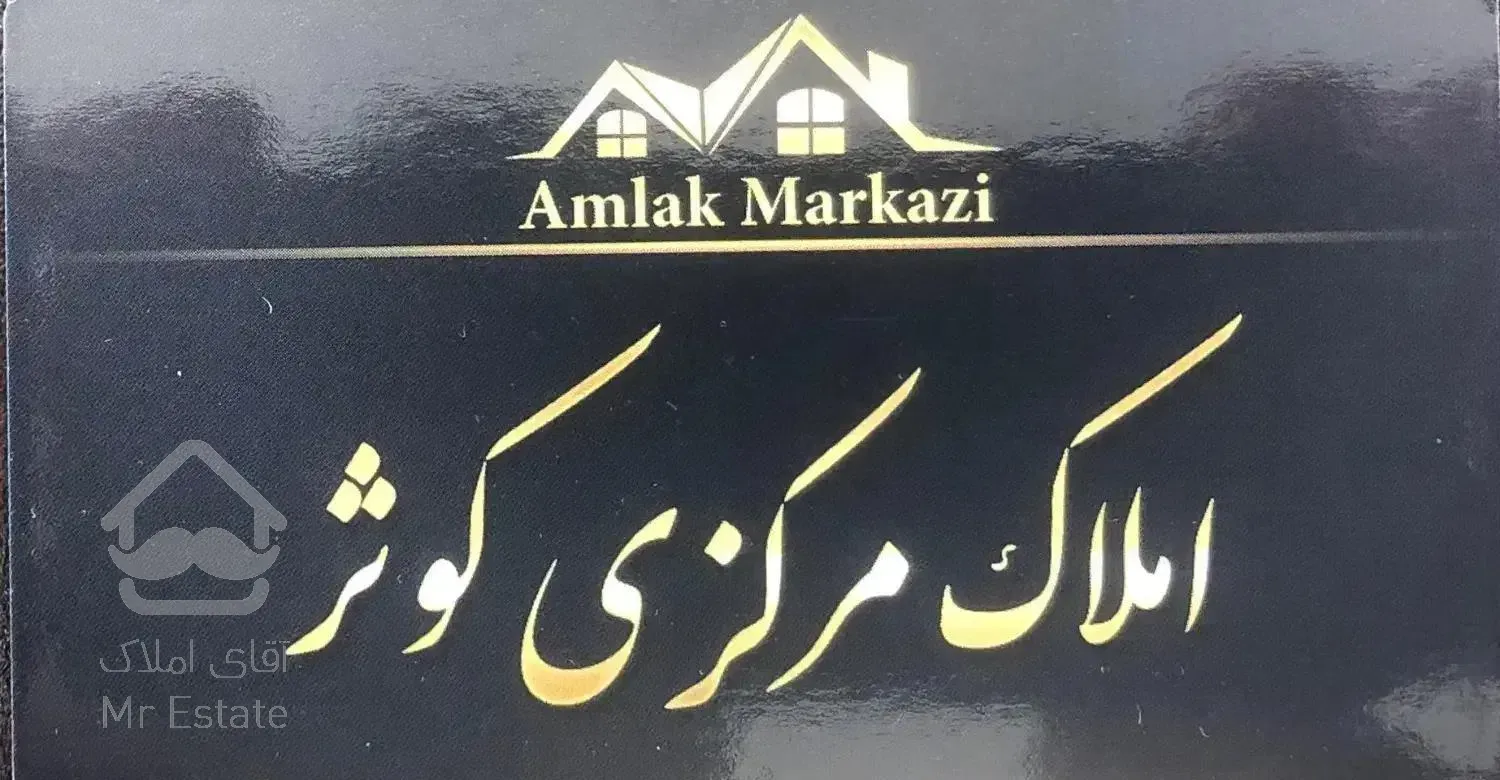 Amlak Markazi
املاک مرکزی کوثر
آقای املاک
Mr Estate